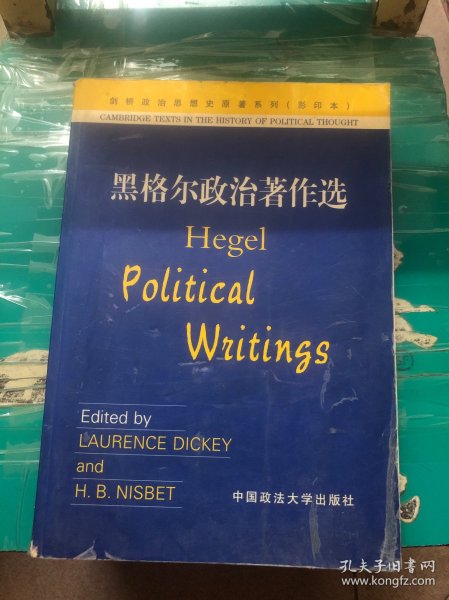 剑桥政治思想史原著系列(影印本)
CAMBRIDGE TEXTS IN THE HISTORY OF POLITICAL THOUGHT
黑格尔政治著作选
Hegel
Political
Writings
Edited by
LAURENCE DICKEY
and
H. B. NISBET
中国政法大学出版社
孔夫子旧书网
www.kongfz.com